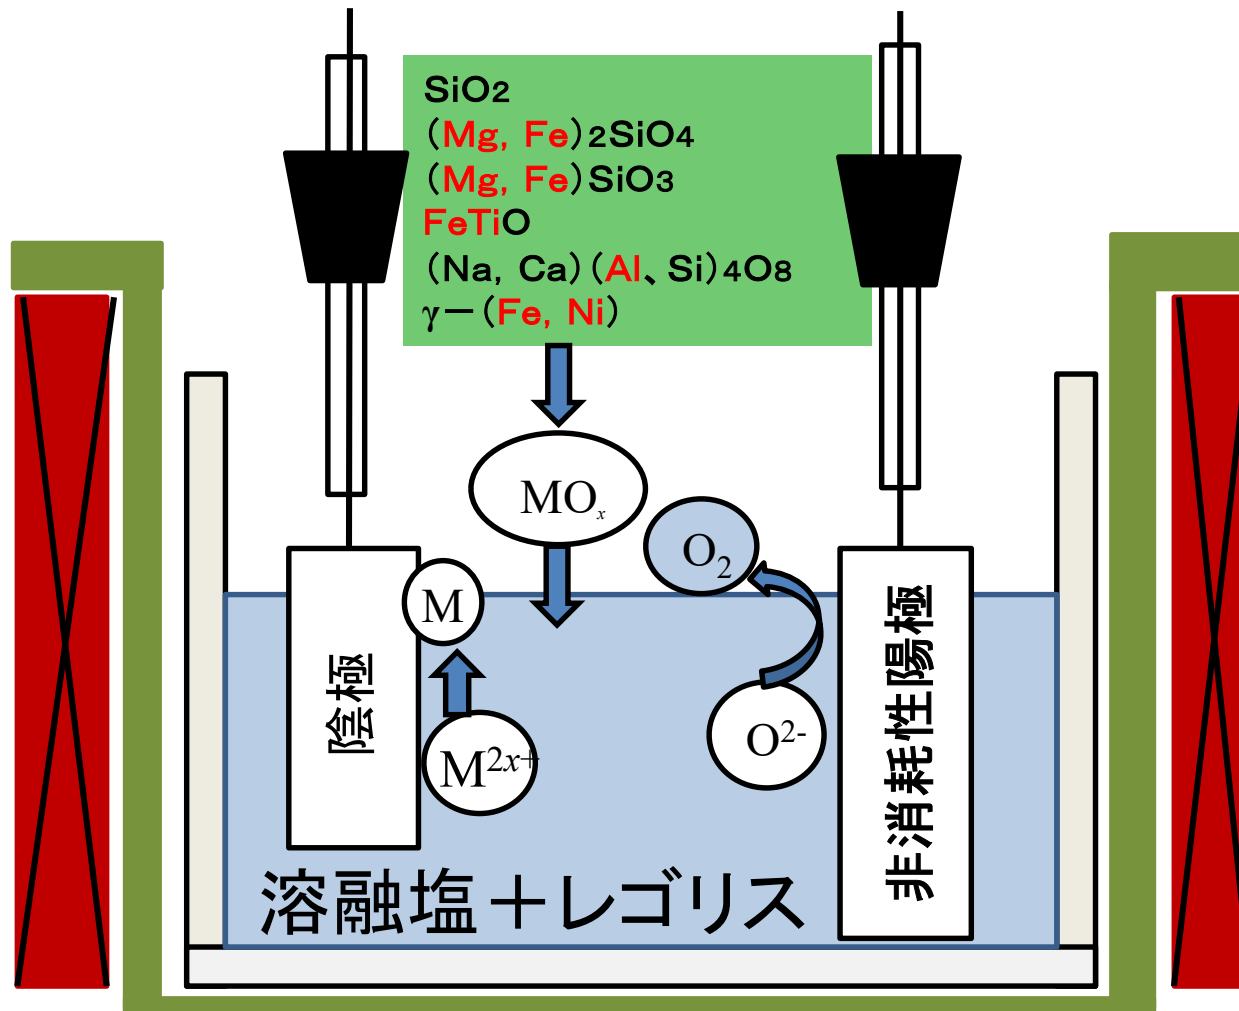 SiO2
(Mg, Fe)2SiO4
(Mg, Fe)SiO3
FeTiO
(Na, Ca)(Al、Si)4O8
γー(Fe, Ni)
MOx
O2
M
陰極
M2x+
O2-
非消耗性陽極
溶融塩＋レゴリス